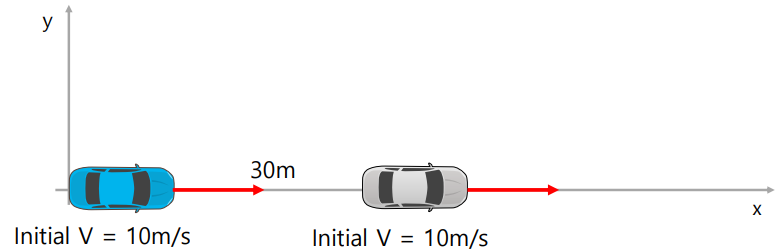 y
30m
x
Initial V = 10m/s
Initial V = 10m/s